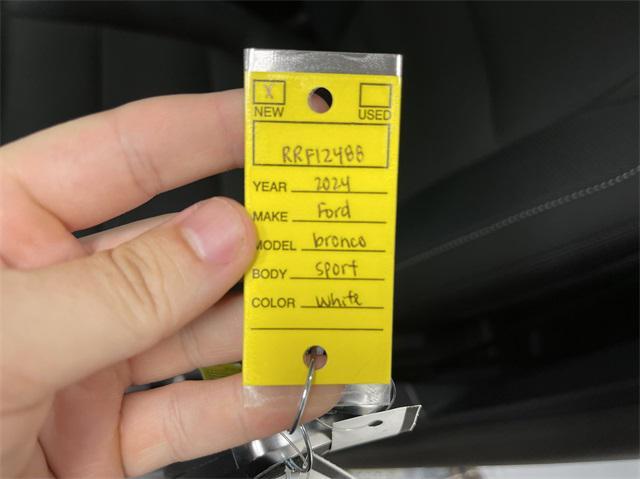 X
NEW USED
RRF12488
YEAR 2024
MAKE Ford
MODEL bronco
BODY sport
COLOR white